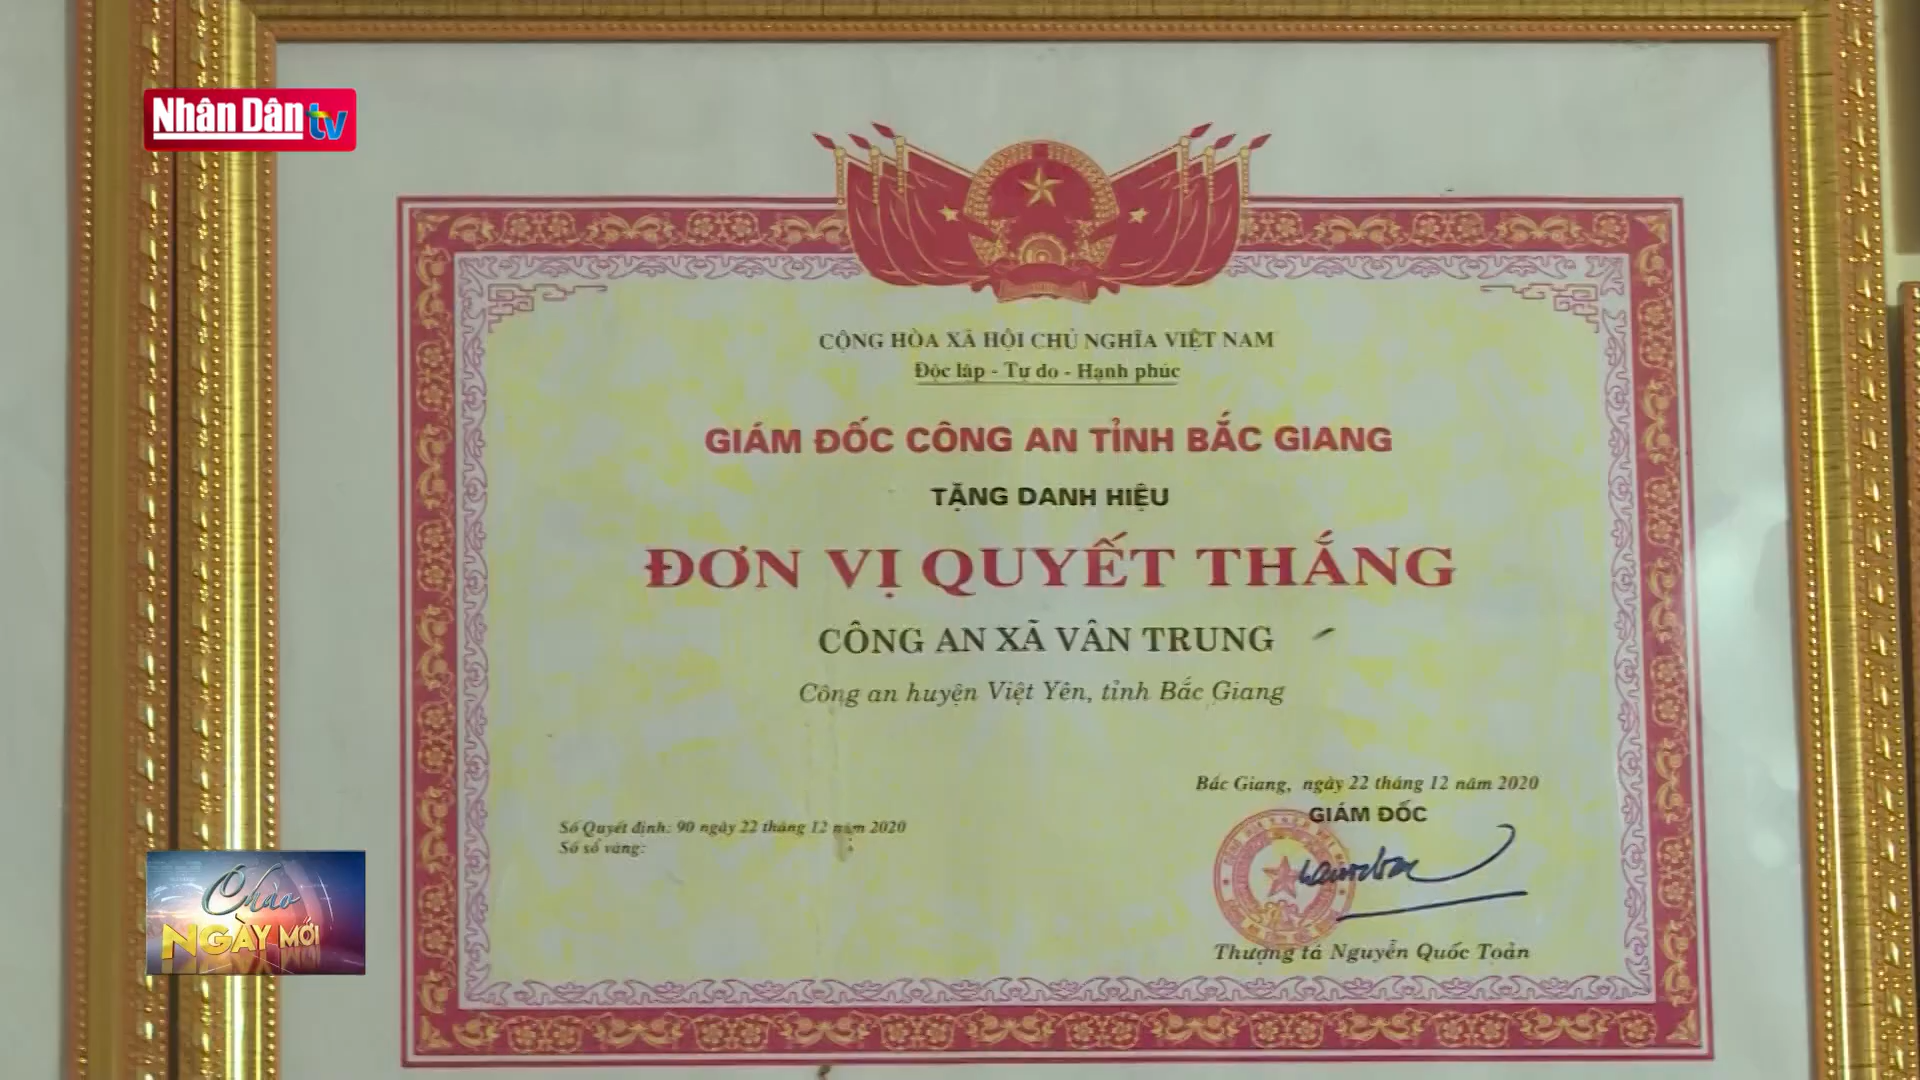 Nhân Dân tv
CỘNG HÒA XÃ HỘI CHỦ NGHĨA VIỆT NAM
Độc lập - Tự do - Hạnh phúc
GIÁM ĐỐC CÔNG AN TỈNH BẮC GIANG
TẶNG DANH HIỆU
ĐƠN VỊ QUYẾT THẮNG
CÔNG AN XÃ VÂN TRUNG
Công an huyện Việt Yên, tỉnh Bắc Giang
Bắc Giang, ngày 22 tháng 12 năm 2020
GIÁM ĐỐC
Số Quyết định: 90 ngày 22 tháng 12 năm 2020
Số sổ vàng:
Thượng tá Nguyễn Quốc Toản
Chào
NGÀY MỚI